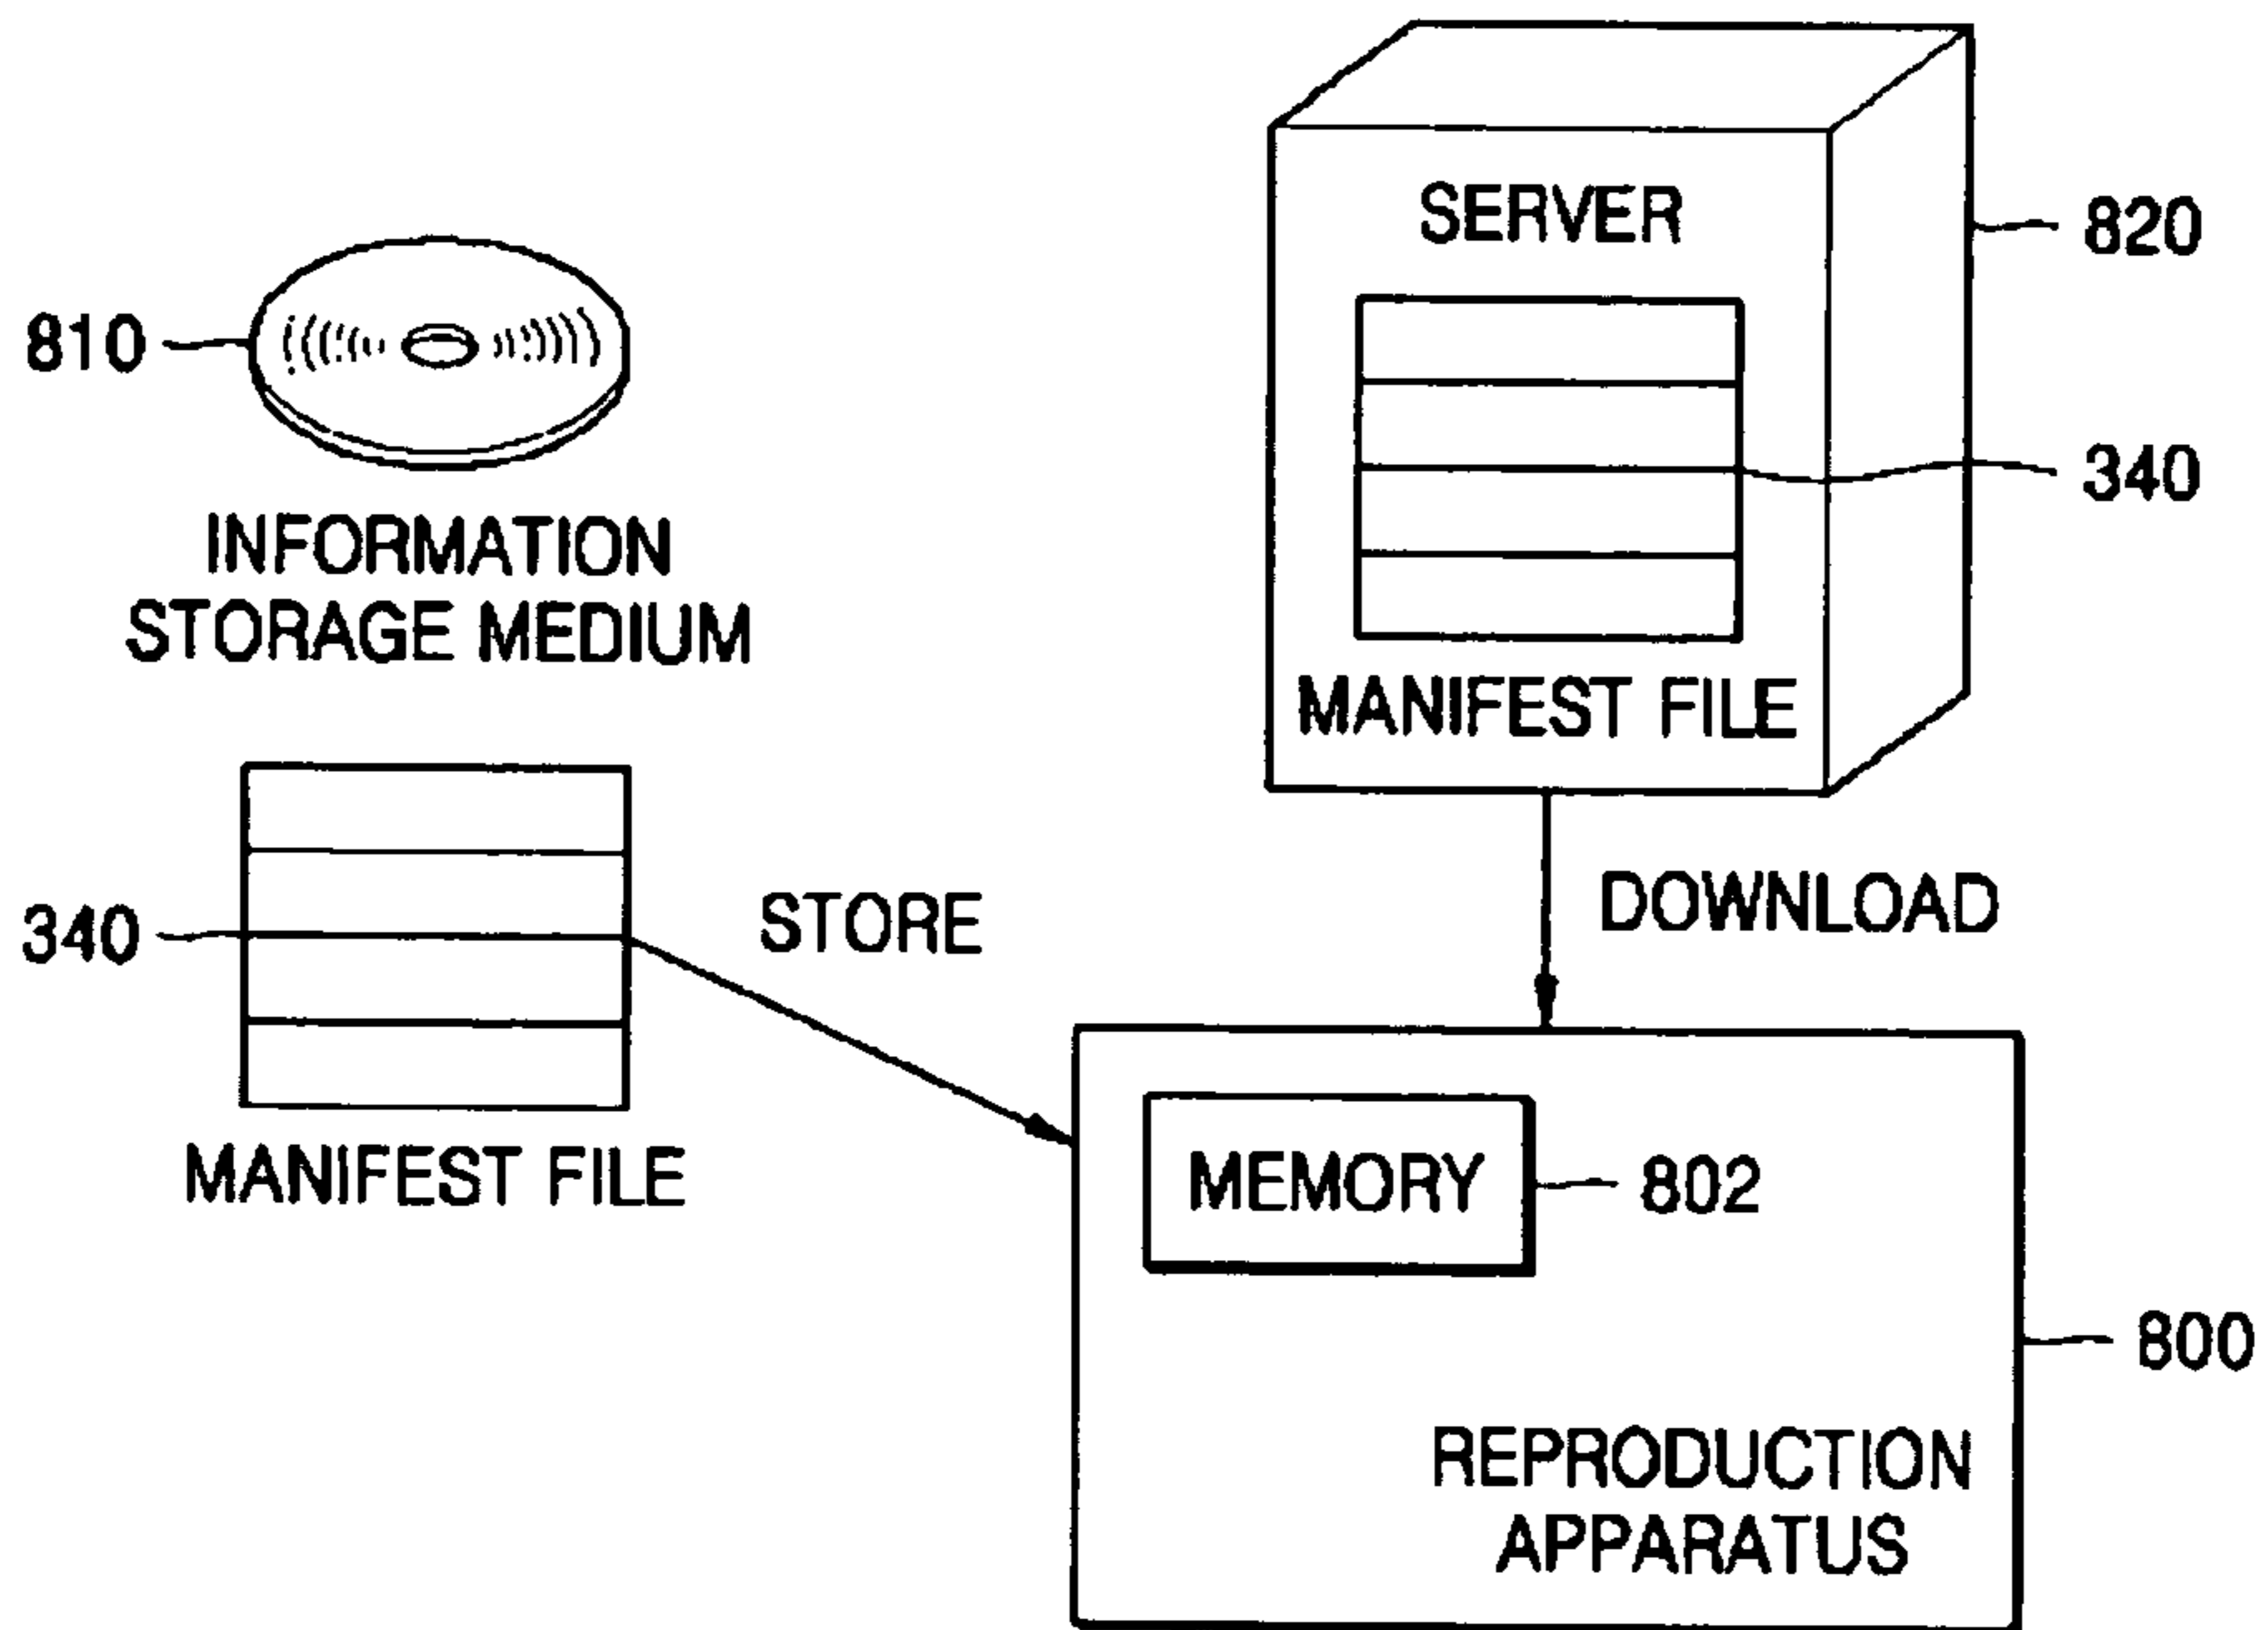 SERVER
820
810
340
INFORMATION
STORAGE MEDIUM
MANIFEST FILE
340
STORE
DOWNLOAD
MANIFEST FILE
MEMORY
802
800
REPRODUCTION
APPARATUS